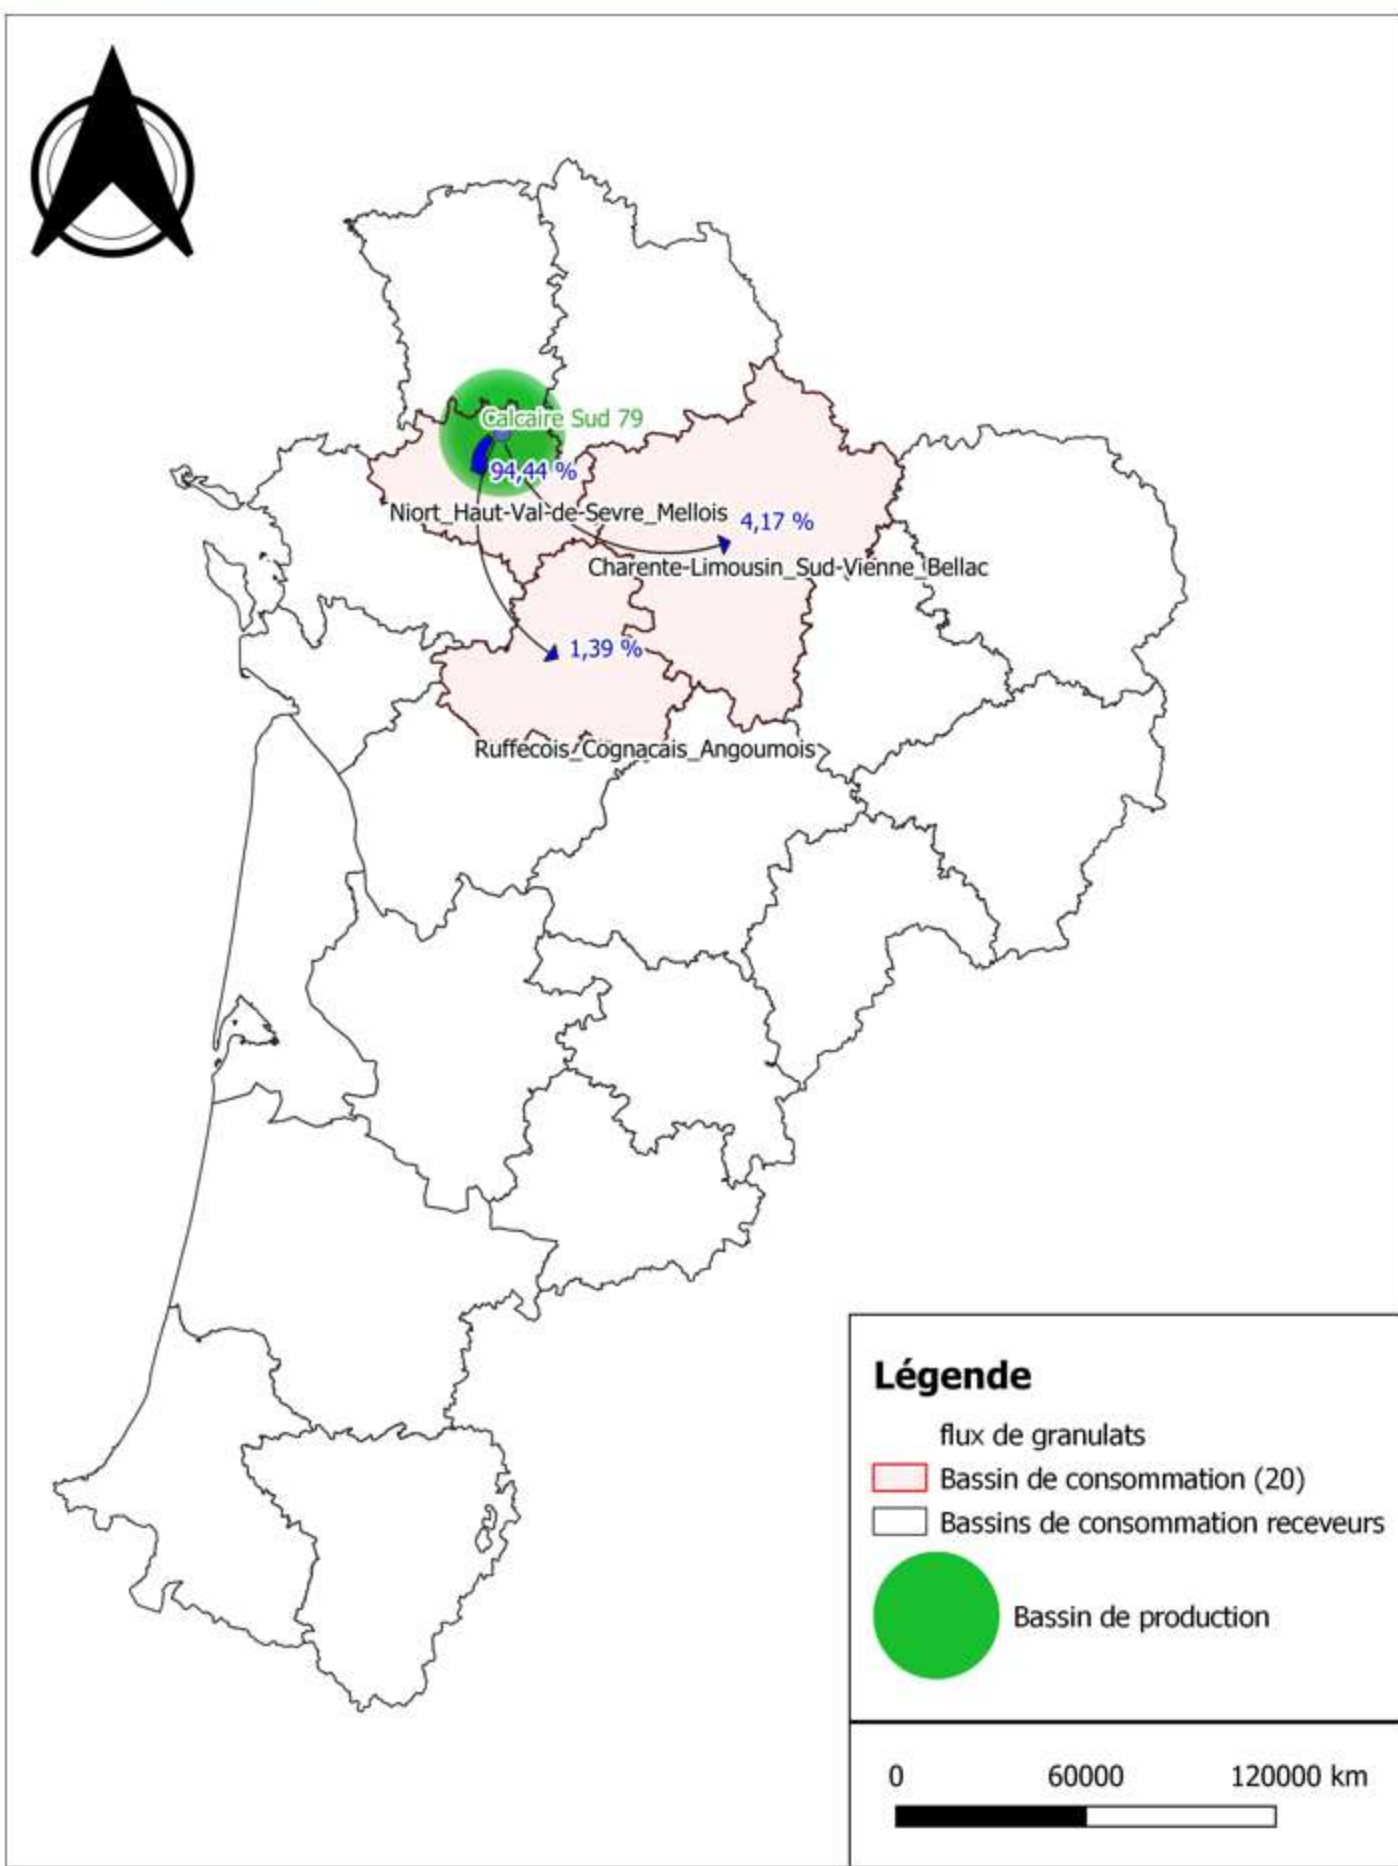 Calcaire Sud 79
94,44 %
Niort_Haut-Val-de-Sevre_Mellois
4,17 %
Charente-Limousin_Sud-Vienne_Bellac
1,39 %
Ruffecois_Cognacais_Angoumois
Légende
flux de granulats
Bassin de consommation (20)
Bassins de consommation receveurs
Bassin de production
0 60000 120000 km